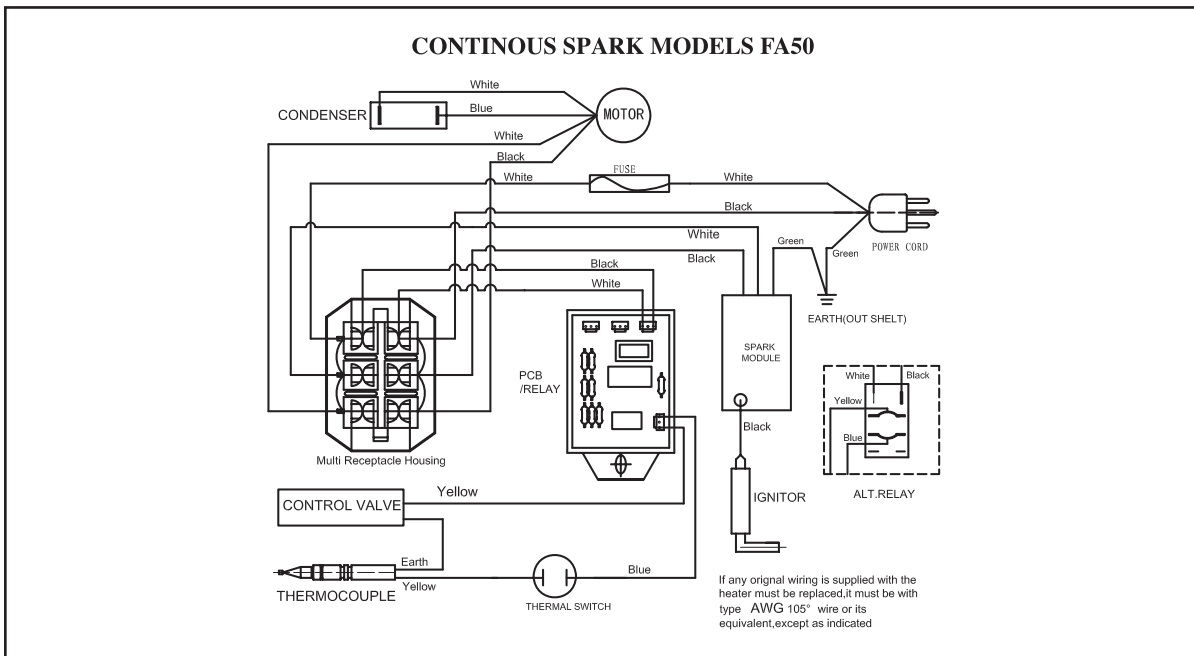 CONTINOUS SPARK MODELS FA50
White
CONDENSER
Blue
MOTOR
White
Black
FUSE
White
White
Black
White
Green
POWER CORD
Black
Green
Black
White
EARTH(OUT SHELT)
SPARK
MODULE
PCB
/RELAY
White
Black
Yellow
Black
Blue
Multi Receptacle Housing
Yellow
CONTROL VALVE
IGNITOR
ALT.RELAY
Earth
Yellow
THERMOCOUPLE
Blue
THERMAL SWITCH
If any orignal wiring is supplied with the
heater must be replaced,it must be with
type AWG 105° wire or its
equivalent,except as indicated